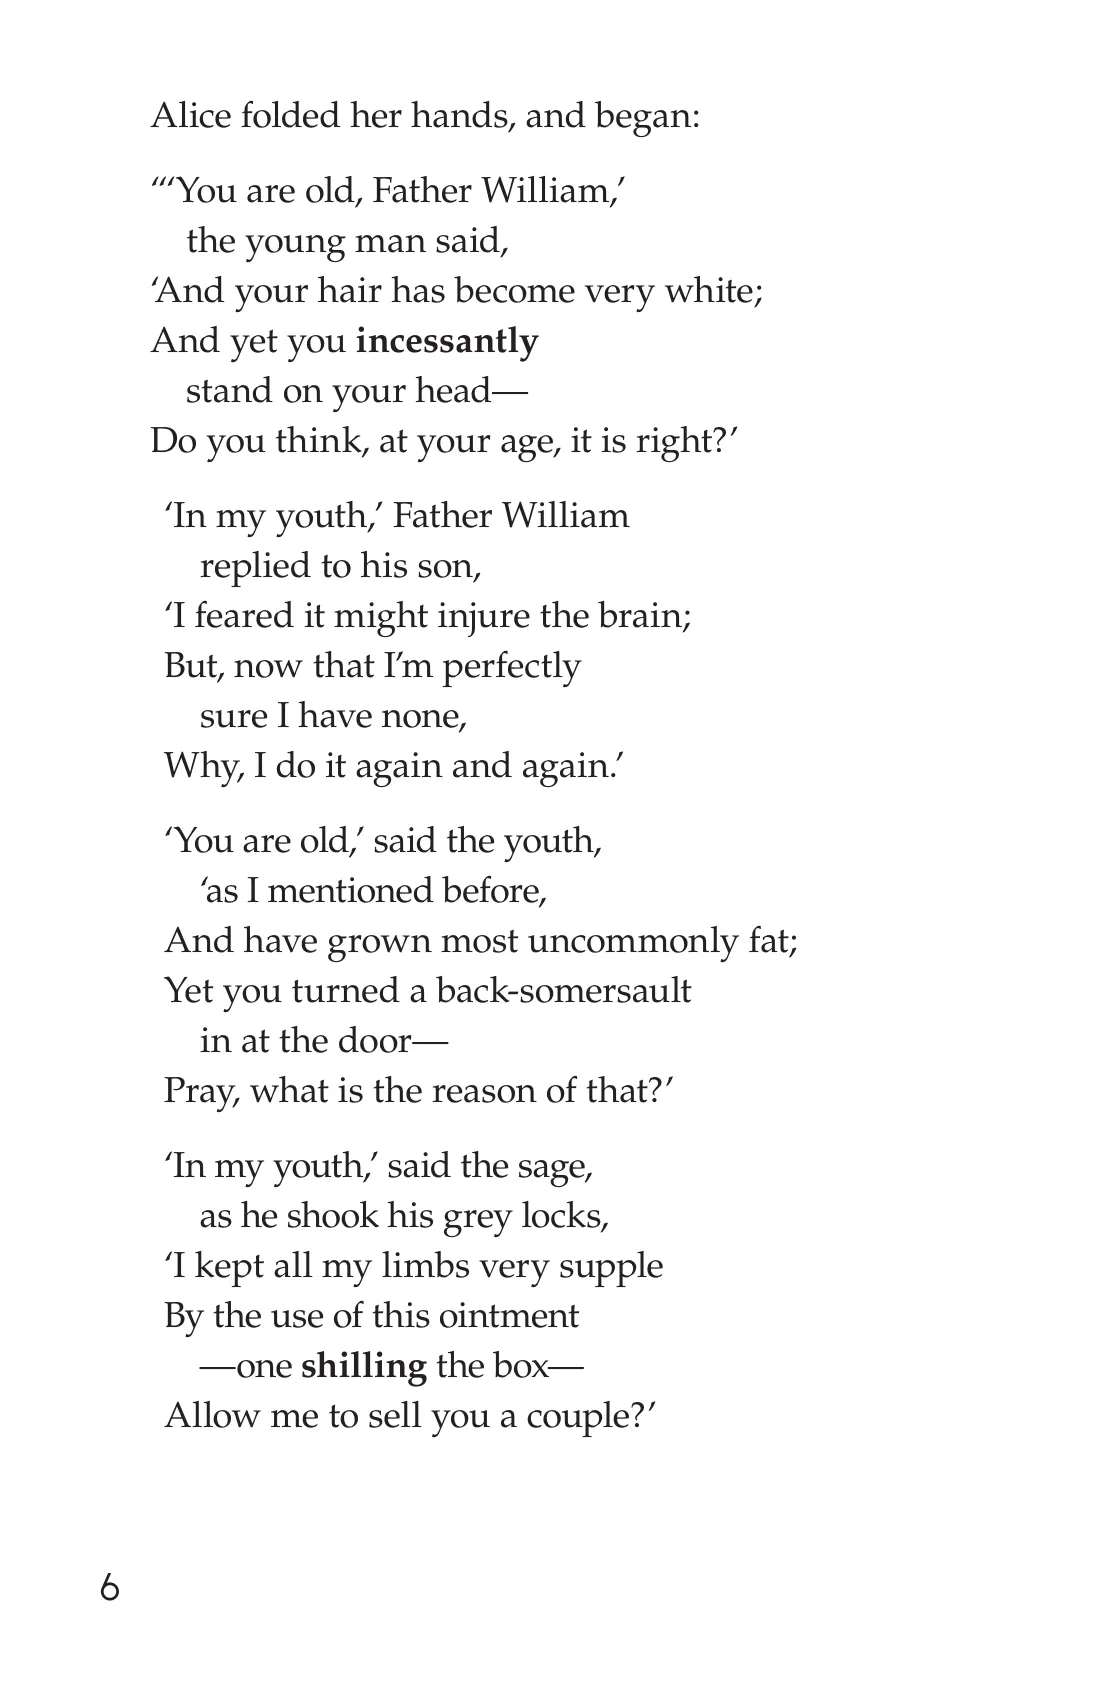 Alice folded her hands, and began:
“‘You are old, Father William,’
the young man said,
‘And your hair has become very white;
And yet you incessantly
stand on your head—
Do you think, at your age, it is right?’
‘In my youth,’ Father William
replied to his son,
‘I feared it might injure the brain;
But, now that I’m perfectly
sure I have none,
Why, I do it again and again.’
‘You are old,’ said the youth,
‘as I mentioned before,
And have grown most uncommonly fat;
Yet you turned a back-somersault
in at the door—
Pray, what is the reason of that?’
‘In my youth,’ said the sage,
as he shook his grey locks,
‘I kept all my limbs very supple
By the use of this ointment
—one shilling the box—
Allow me to sell you a couple?’
6